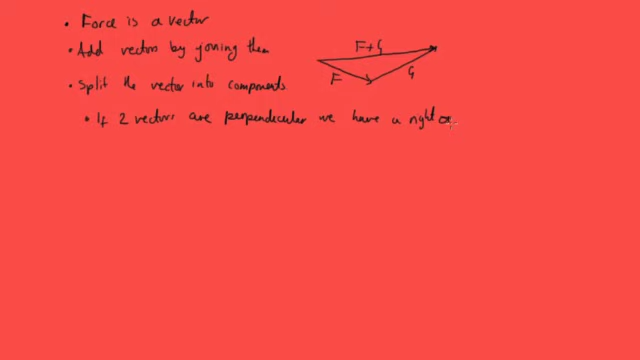 • Force is a vector
• Add vectors by joining them
F+G
F
G
• Split the vector into components
• If 2 vectors are perpendicular we have a right